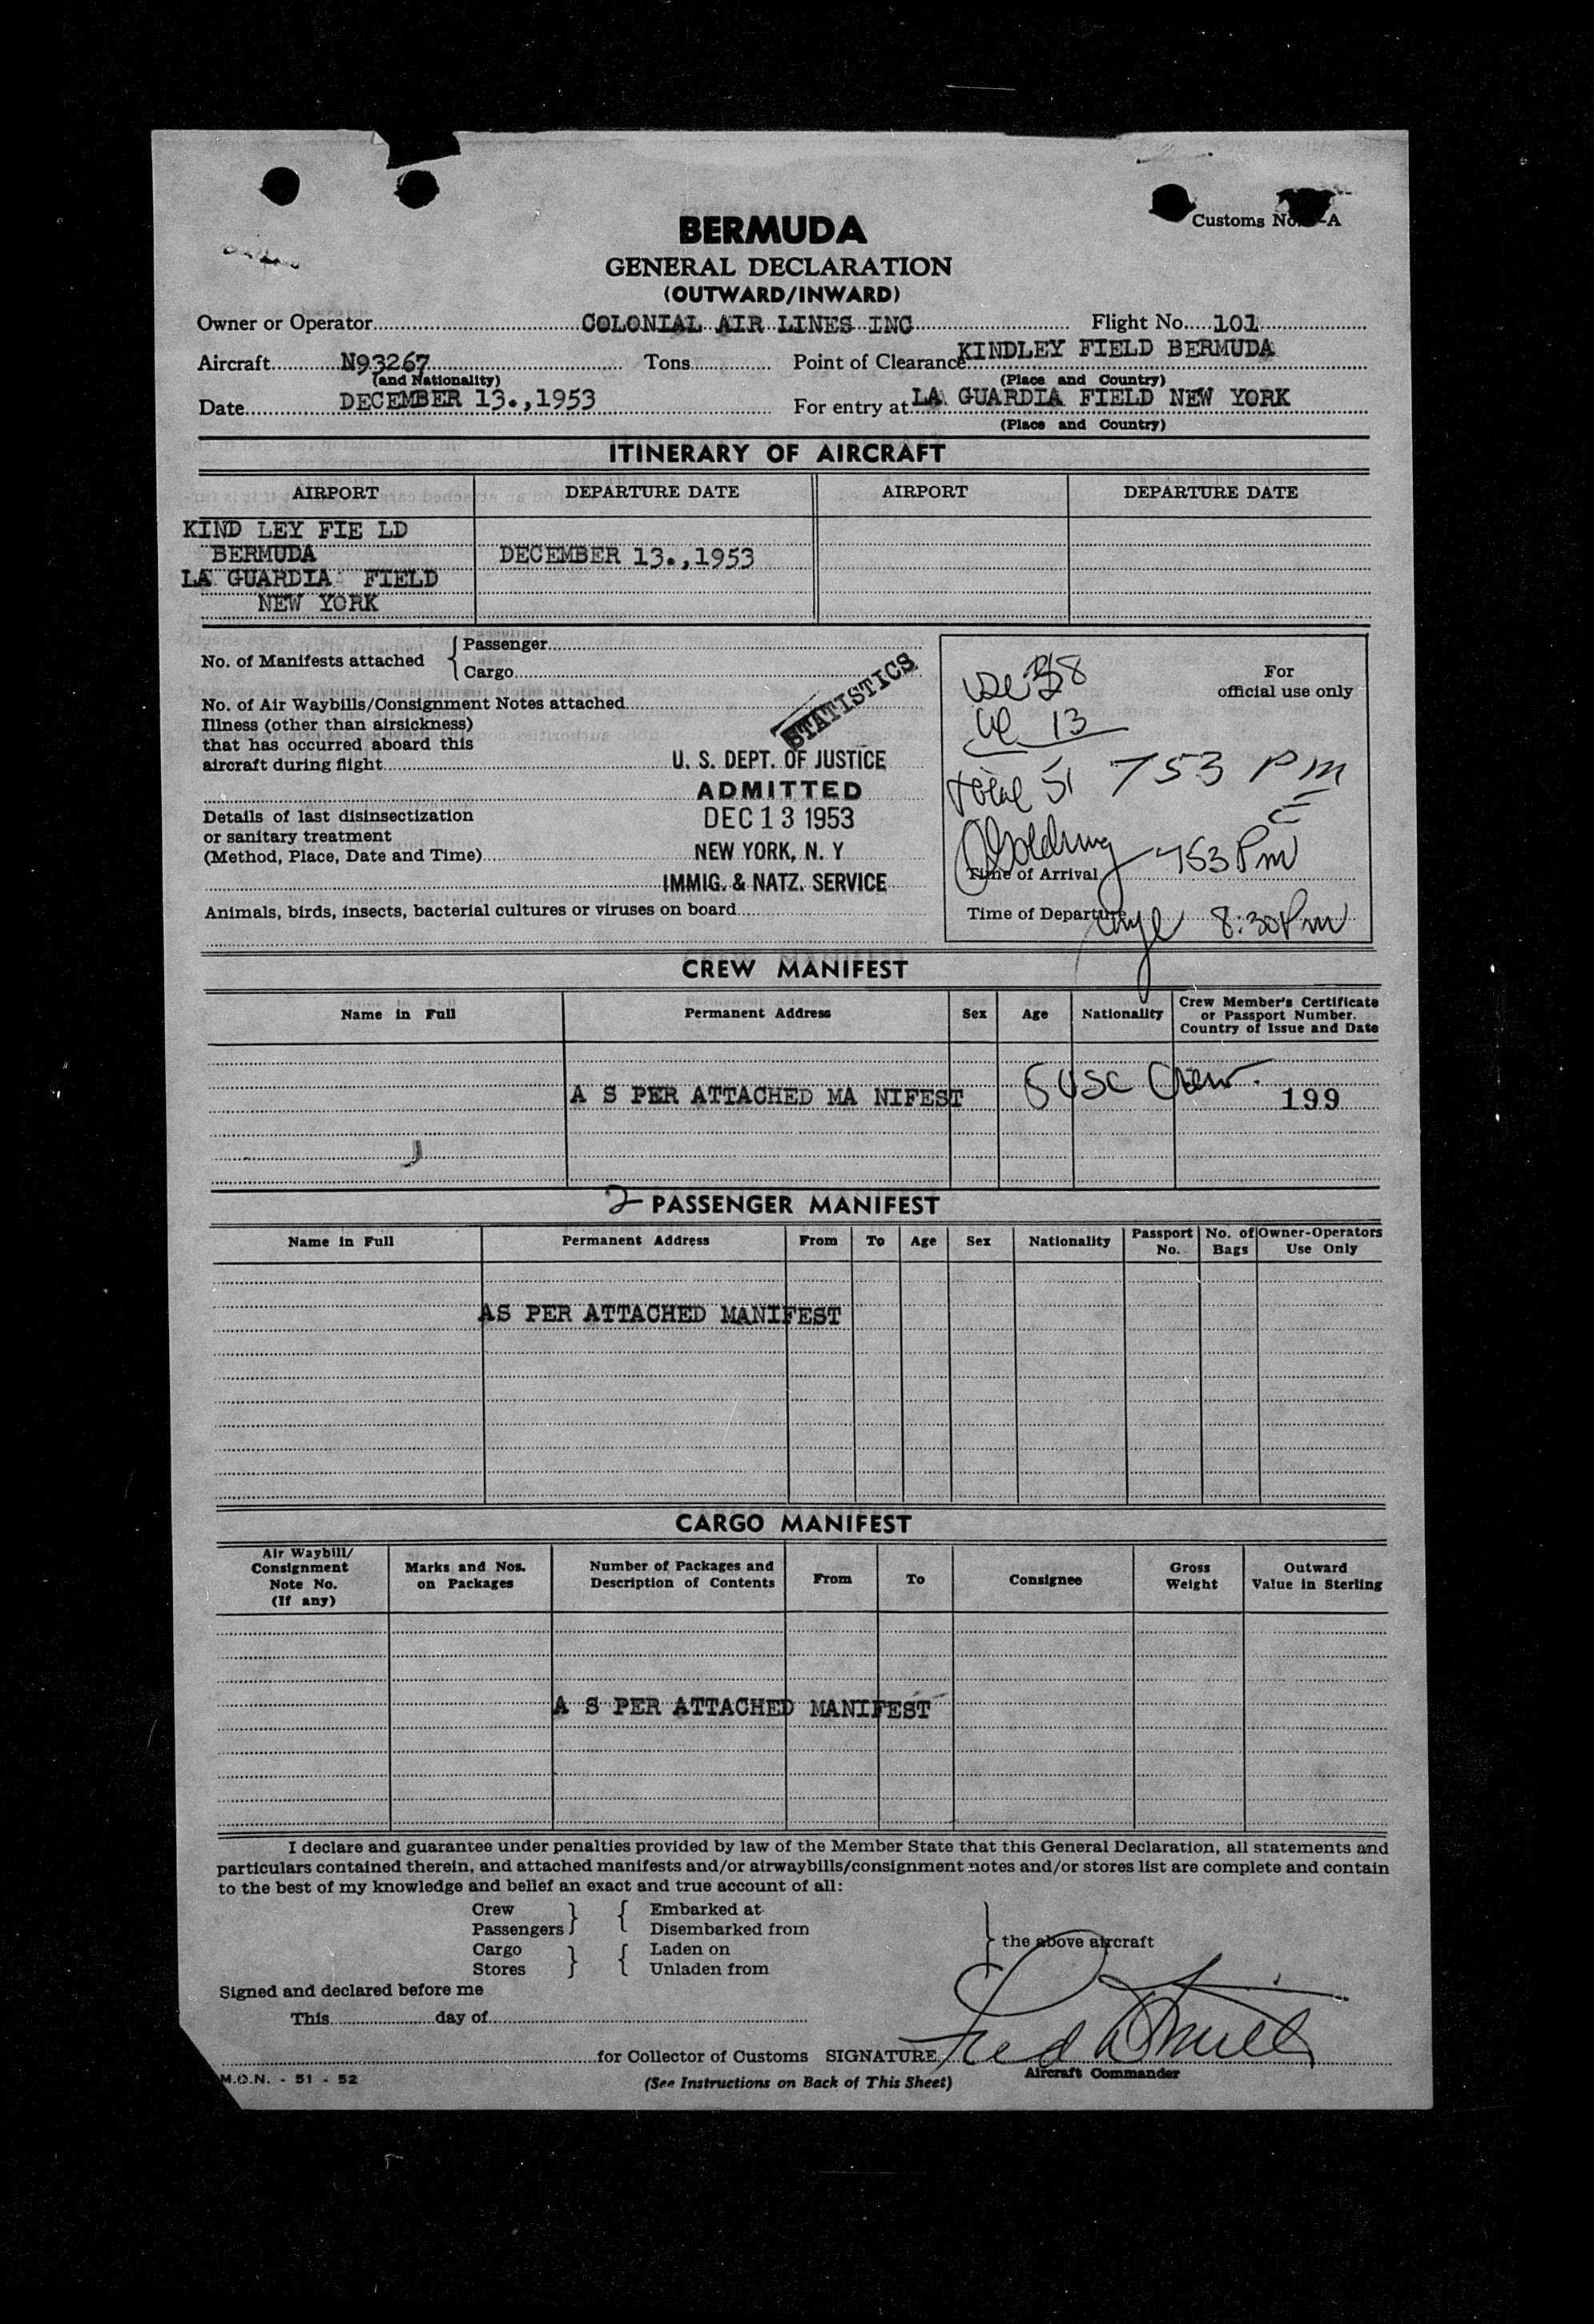 Customs No. -A
BERMUDA
GENERAL DECLARATION
(OUTWARD/INWARD)
Owner or Operator COLONIAL AIR LINES INC Flight No. 101
Aircraft N93267 Tons Point of Clearance KINDLEY FIELD BERMUDA
(and Nationality) (Place and Country)
Date DECEMBER 13.,1953 For entry at LA GUARDIA FIELD NEW YORK
(Place and Country)
ITINERARY OF AIRCRAFT
AIRPORT DEPARTURE DATE AIRPORT DEPARTURE DATE
KIND LEY FIE LD
BERMUDA DECEMBER 13.,1953
LA GUARDIA FIELD
NEW YORK
No. of Manifests attached { Passenger
Cargo
No. of Air Waybills/Consignment Notes attached
STATISTICS
Illness (other than airsickness)
that has occurred aboard this
aircraft during flight
U. S. DEPT. OF JUSTICE
ADMITTED
DEC 13 1953
NEW YORK, N. Y
IMMIG. & NATZ. SERVICE
Details of last disinsectization
or sanitary treatment
(Method, Place, Date and Time)
Animals, birds, insects, bacterial cultures or viruses on board
For
official use only
13
total 51 753 PM
Time of Arrival 753 Pm
Time of Departure 8:30 Pm
CREW MANIFEST
Name in Full Permanent Address Sex Age Nationality Crew Member's Certificate
or Passport Number.
Country of Issue and Date
A S PER ATTACHED MA NIFEST 5 USC Crew. 199
2 PASSENGER MANIFEST
Name in Full Permanent Address From To Age Sex Nationality Passport No. No. of Bags Owner-Operators Use Only
AS PER ATTACHED MANIFEST
CARGO MANIFEST
Air Waybill/
Consignment
Note No.
(If any)
Marks and Nos.
on Packages
Number of Packages and
Description of Contents
From To Consignee
Gross
Weight
Outward
Value in Sterling
A S PER ATTACHED MANIFEST
I declare and guarantee under penalties provided by law of the Member State that this General Declaration, all statements and
particulars contained therein, and attached manifests and/or airwaybills/consignment notes and/or stores list are complete and contain
to the best of my knowledge and belief an exact and true account of all:
Crew } { Embarked at
Passengers Disembarked from
} the above aircraft
Cargo } { Laden on
Stores Unladen from
Signed and declared before me
This day of
for Collector of Customs SIGNATURE
Aircraft Commander
M.O.N. - 51 - 52
(See Instructions on Back of This Sheet)